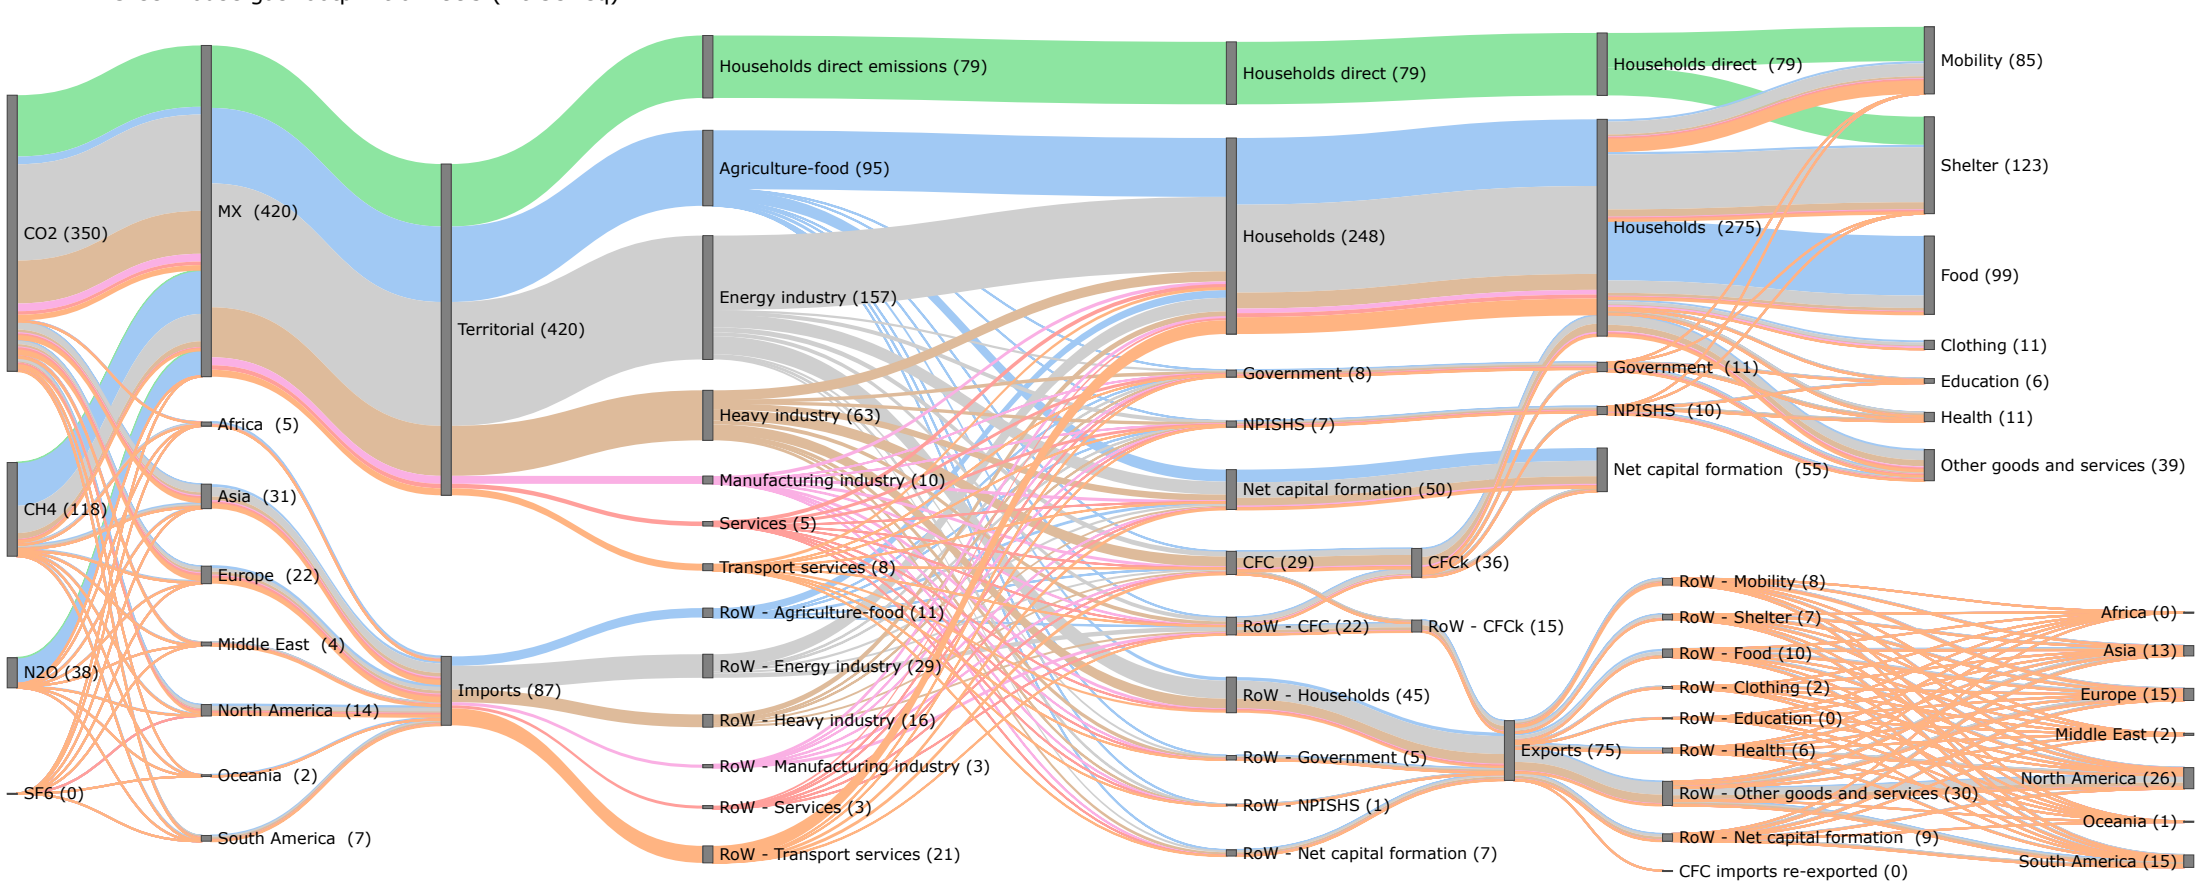 CO2 (350)
CH4 (118)
N2O (38)
SF6 (0)
MX (420)
Africa (5)
Asia (31)
Europe (22)
Middle East (4)
North America (14)
Oceania (2)
South America (7)
Territorial (420)
Imports (87)
Households direct emissions (79)
Agriculture-food (95)
Energy industry (157)
Heavy industry (63)
Manufacturing industry (10)
Services (5)
Transport services (8)
RoW - Agriculture-food (11)
RoW - Energy industry (29)
RoW - Heavy industry (16)
RoW - Manufacturing industry (3)
RoW - Services (3)
RoW - Transport services (21)
Households direct (79)
Households (248)
Government (8)
NPISHS (7)
Net capital formation (50)
CFC (29)
RoW - CFC (22)
RoW - Households (45)
RoW - Government (5)
RoW - NPISHS (1)
RoW - Net capital formation (7)
CFCk (36)
RoW - CFCk (15)
Exports (75)
Households direct (79)
Households (275)
Government (11)
NPISHS (10)
Net capital formation (55)
RoW - Mobility (8)
RoW - Shelter (7)
RoW - Food (10)
RoW - Clothing (2)
RoW - Education (0)
RoW - Health (6)
RoW - Other goods and services (30)
RoW - Net capital formation (9)
CFC imports re-exported (0)
Mobility (85)
Shelter (123)
Food (99)
Clothing (11)
Education (6)
Health (11)
Other goods and services (39)
Africa (0)
Asia (13)
Europe (15)
Middle East (2)
North America (26)
Oceania (1)
South America (15)